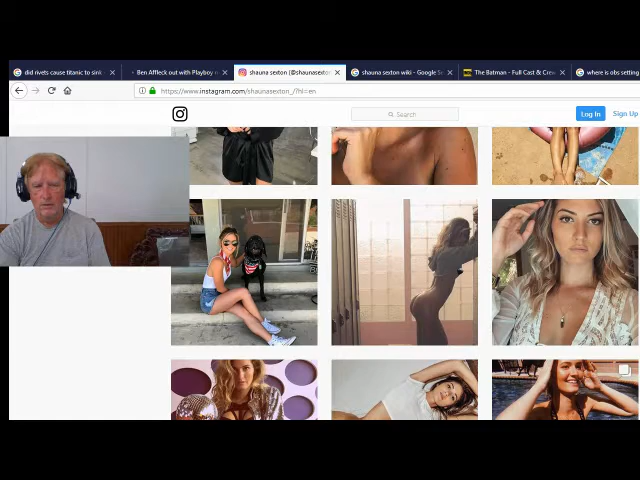 did rivets cause titanic to sink
Ben Affleck out with Playboy
shauna sexton (@shaunasexton
shauna sexton wiki - Google Se
The Batman - Full Cast & Crew
where is obs setting
https://www.instagram.com/shaunasexton_/?hl=en
Search
Log In
Sign Up